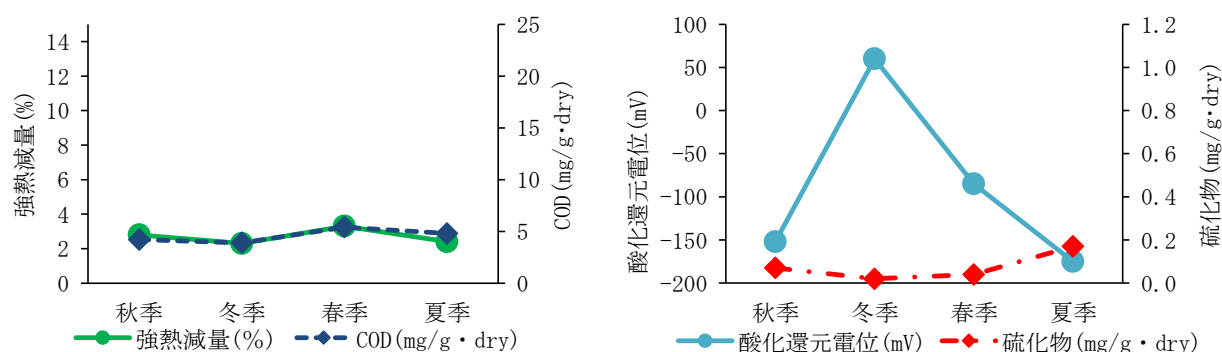 強熱減量(%)
14
12
10
8
6
4
2
0
25
20
15
10
5
0
COD(mg/g･dry)
秋季
冬季
春季
夏季
強熱減量(%)
COD(mg/g・dry)
酸化還元電位(mV)
100
50
0
−50
−100
−150
−200
1.2
1.0
0.8
0.6
0.4
0.2
0.0
硫化物(mg/g･dry)
秋季
冬季
春季
夏季
酸化還元電位(mV)
硫化物(mg/g・dry)